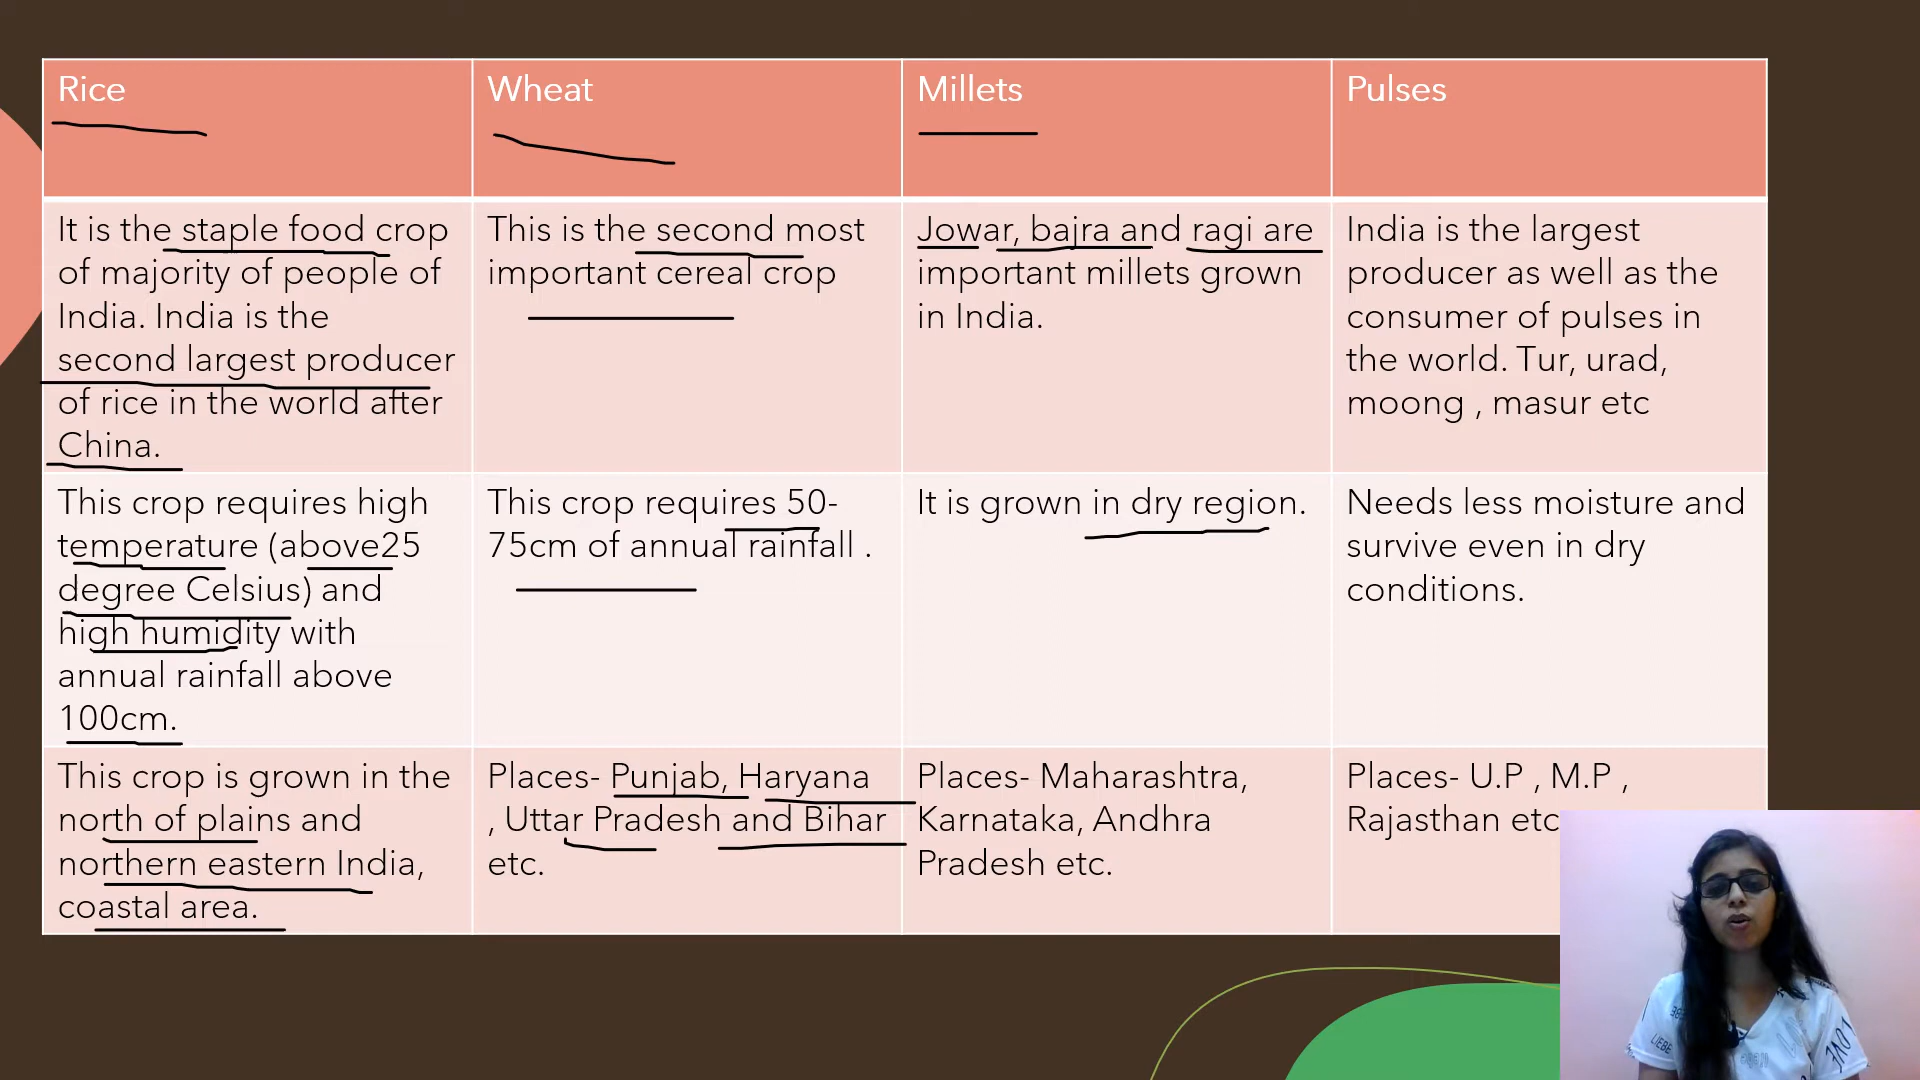 Rice
Wheat
Millets
Pulses
It is the staple food crop
of majority of people of
India. India is the
second largest producer
of rice in the world after
China.
This is the second most
important cereal crop
Jowar, bajra and ragi are
important millets grown
in India.
India is the largest
producer as well as the
consumer of pulses in
the world. Tur, urad,
moong , masur etc
This crop requires high
temperature (above25
degree Celsius) and
high humidity with
annual rainfall above
100cm.
This crop requires 50-
75cm of annual rainfall .
It is grown in dry region.
Needs less moisture and
survive even in dry
conditions.
This crop is grown in the
north of plains and
northern eastern India,
coastal area.
Places- Punjab, Haryana
, Uttar Pradesh and Bihar
etc.
Places- Maharashtra,
Karnataka, Andhra
Pradesh etc.
Places- U.P , M.P ,
Rajasthan etc
LIEBE
LOVE